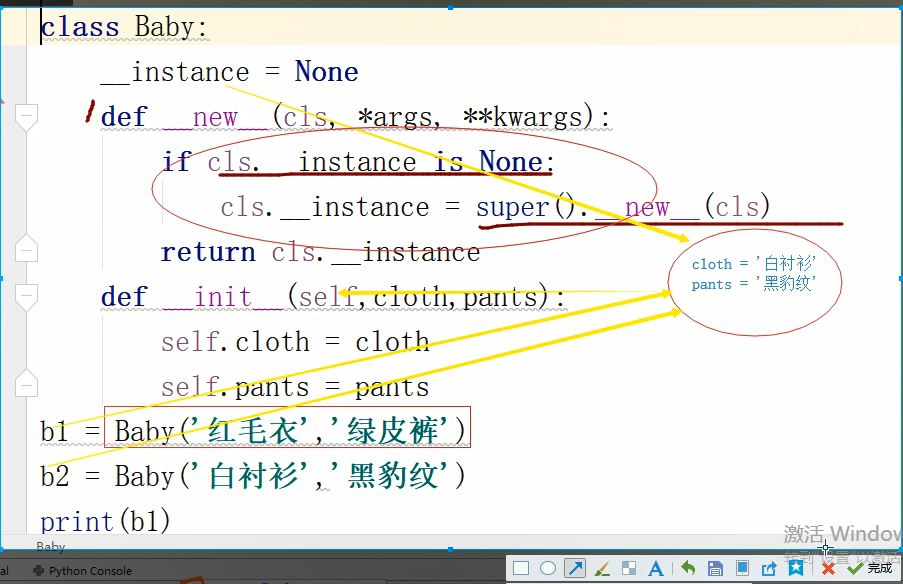 class Baby:
__instance = None
def __new__(cls, *args, **kwargs):
if cls.__instance is None:
cls.__instance = super().__new__(cls)
return cls.__instance
cloth = '白衬衫'
pants = '黑豹纹'
def __init__(self,cloth,pants):
self.cloth = cloth
self.pants = pants
b1 = Baby('红毛衣','绿皮裤')
b2 = Baby('白衬衫','黑豹纹')
print(b1)
激活 Window
Baby
al Python Console
完成